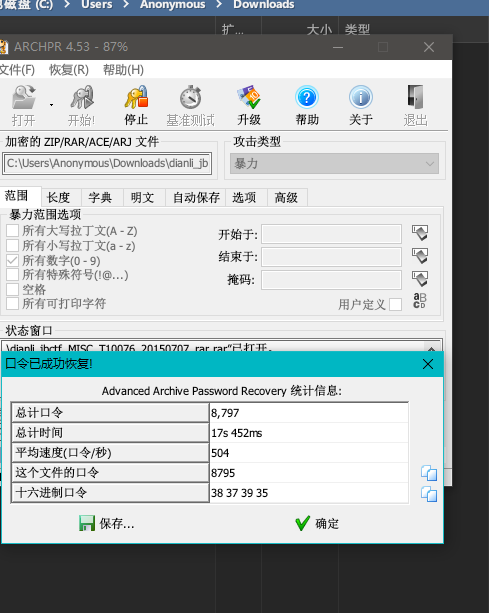 磁盘 (C:) › Users › Anonymous › Downloads
扩... 大小 类型
ARCHPR 4.53 - 87%
文件(F) 恢复(R) 帮助(H)
打开 开始! 停止 基准测试 升级 帮助 关于 退出
加密的 ZIP/RAR/ACE/ARJ 文件 攻击类型
C:\Users\Anonymous\Downloads\dianli_jb 暴力
范围 长度 字典 明文 自动保存 选项 高级
暴力范围选项
所有大写拉丁文(A - Z)
所有小写拉丁文(a - z)
所有数字(0 - 9)
所有特殊符号(!@...)
空格
所有可打印字符
开始于:
结束于:
掩码:
用户定义
状态窗口
\dianli_jbctf_MISC_T10076_20150707_rar.rar"已打开。
口令已成功恢复!
Advanced Archive Password Recovery 统计信息:
总计口令 8,797
总计时间 17s 452ms
平均速度(口令/秒) 504
这个文件的口令 8795
十六进制口令 38 37 39 35
保存... 确定